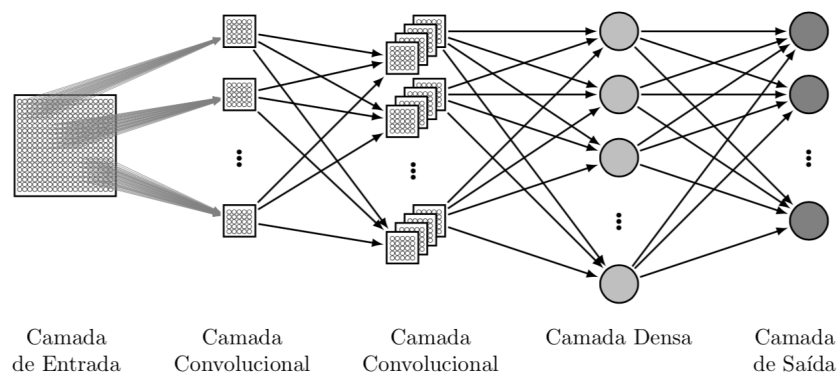 Camada
de Entrada
Camada
Convolucional
Camada
Convolucional
Camada Densa
Camada
de Saída